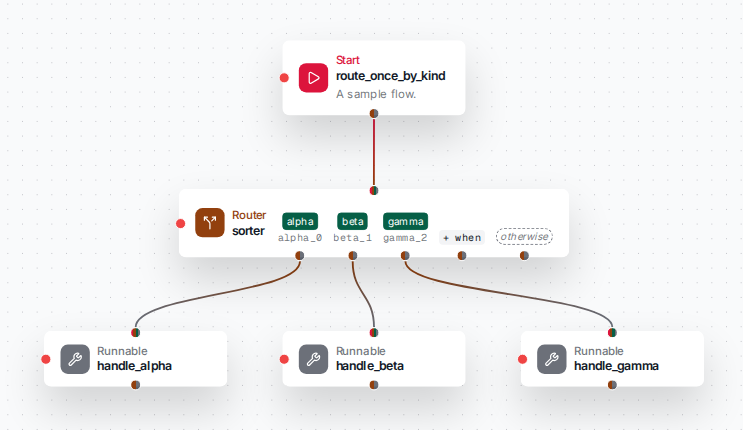 Start
route_once_by_kind
A sample flow.
Router
sorter
alpha
beta
gamma
alpha_0
beta_1
gamma_2
+ when
otherwise
Runnable
handle_alpha
Runnable
handle_beta
Runnable
handle_gamma